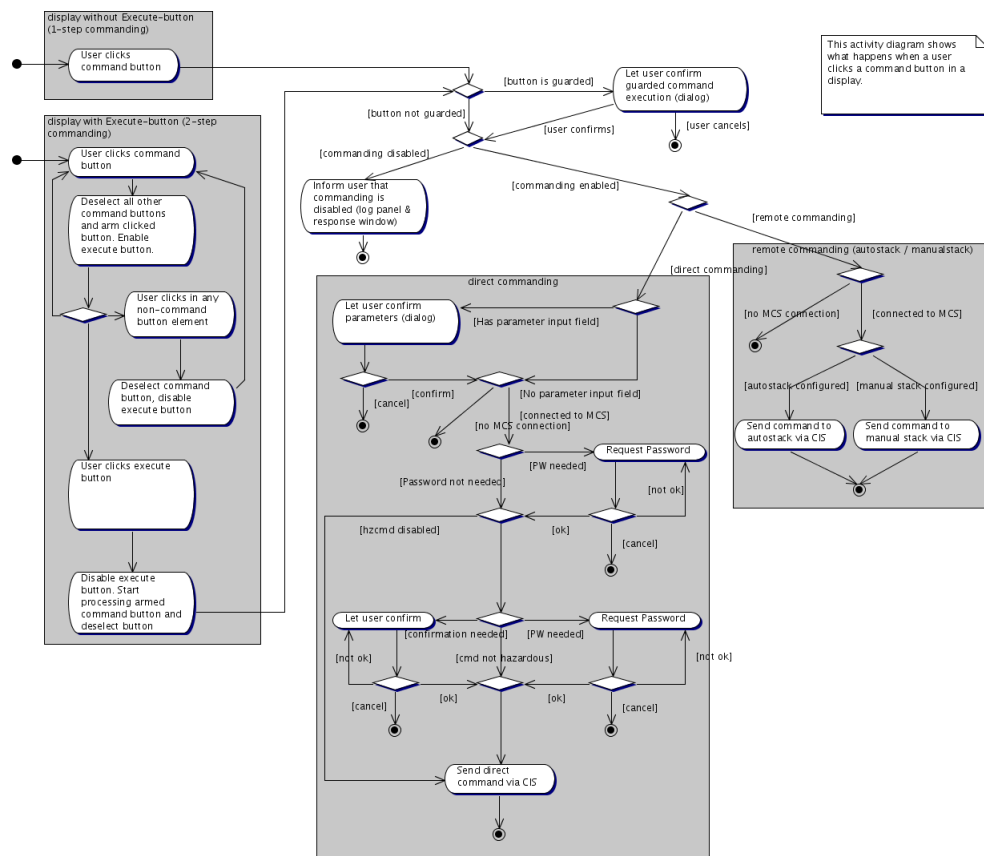 display without Execute-button
(1-step commanding)
User clicks
command button
This activity diagram shows
what happens when a user
clicks a command button in a
display.
[button is guarded]
Let user confirm
guarded command
execution (dialog)
[button not guarded]
[user confirms]
[user cancels]
display with Execute-button (2-step
commanding)
User clicks command
button
Deselect all other
command buttons
and arm clicked
button. Enable
execute button.
User clicks in any
non-command
button element
Deselect command
button, disable
execute button
User clicks execute
button
Disable execute
button. Start
processing armed
command button and
deselect button
[commanding disabled]
Inform user that
commanding is
disabled (log panel &
response window)
[commanding enabled]
[remote commanding]
[direct commanding]
remote commanding (autostack / manualstack)
[no MCS connection]
[connected to MCS]
[autostack configured]
[manual stack configured]
Send command to
autostack via CIS
Send command to
manual stack via CIS
direct commanding
Let user confirm
parameters (dialog)
[Has parameter input field]
[cancel]
[confirm]
[No parameter input field]
[connected to MCS]
[no MCS connection]
[PW needed]
Request Password
[Password not needed]
[not ok]
[hzcmd disabled]
[ok]
[cancel]
Let user confirm
[confirmation needed]
[PW needed]
Request Password
[not ok]
[cmd not hazardous]
[not ok]
[cancel]
[ok]
[ok]
[cancel]
Send direct
command via CIS